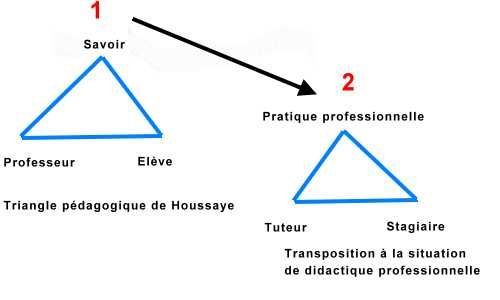 1
Savoir
Professeur
Elève
Triangle pédagogique de Houssaye
2
Pratique professionnelle
Tuteur
Stagiaire
Transposition à la situation
de didactique professionnelle